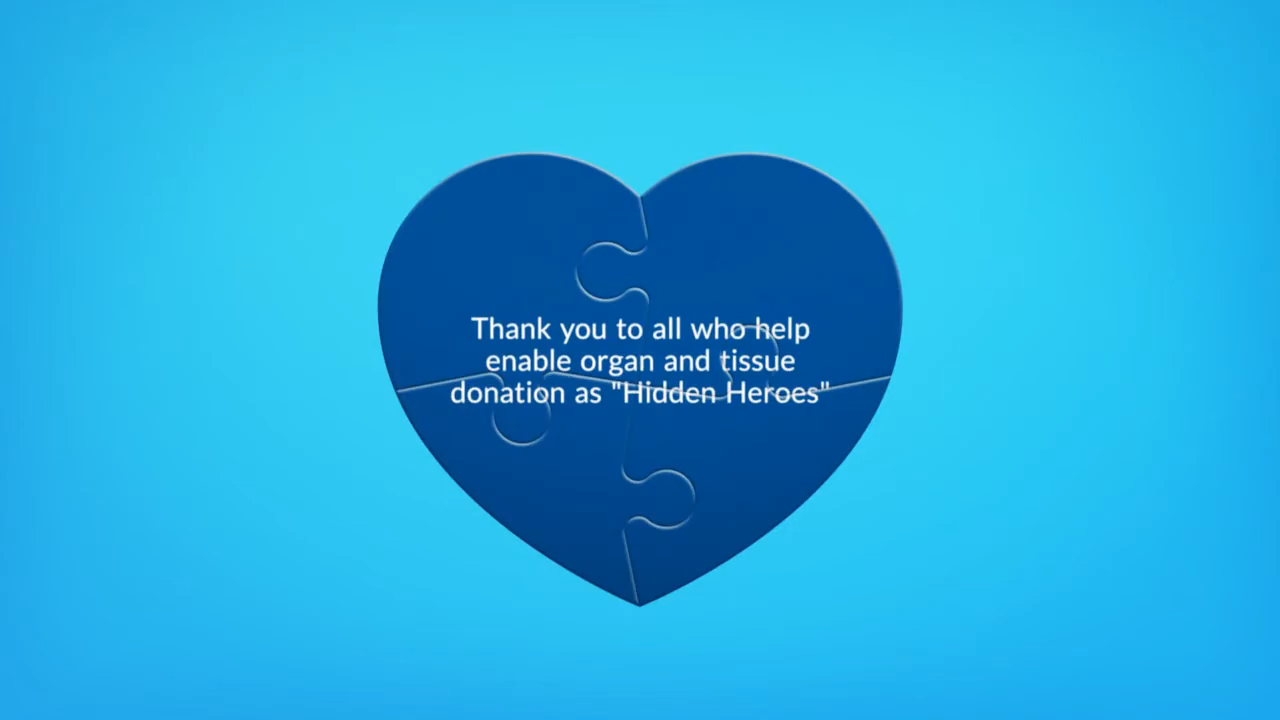 Thank you to all who help
enable organ and tissue
donation as "Hidden Heroes"